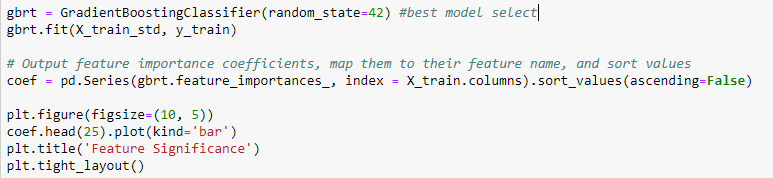 gbrt = GradientBoostingClassifier(random_state=42) #best model select
gbrt.fit(X_train_std, y_train)
# Output feature importance coefficients, map them to their feature name, and sort values
coef = pd.Series(gbrt.feature_importances_, index = X_train.columns).sort_values(ascending=False)
plt.figure(figsize=(10, 5))
coef.head(25).plot(kind='bar')
plt.title('Feature Significance')
plt.tight_layout()